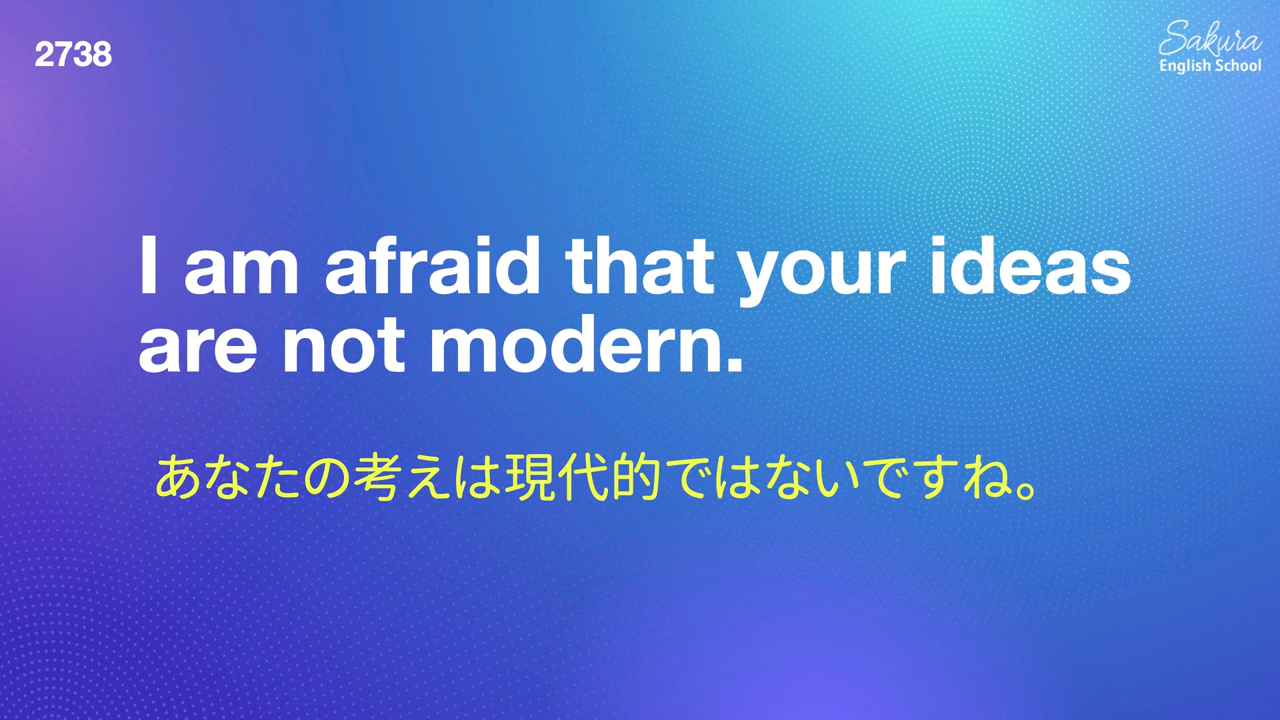 2738
Sakura
English School
I am afraid that your ideas
are not modern.
あなたの考えは現代的ではないですね。